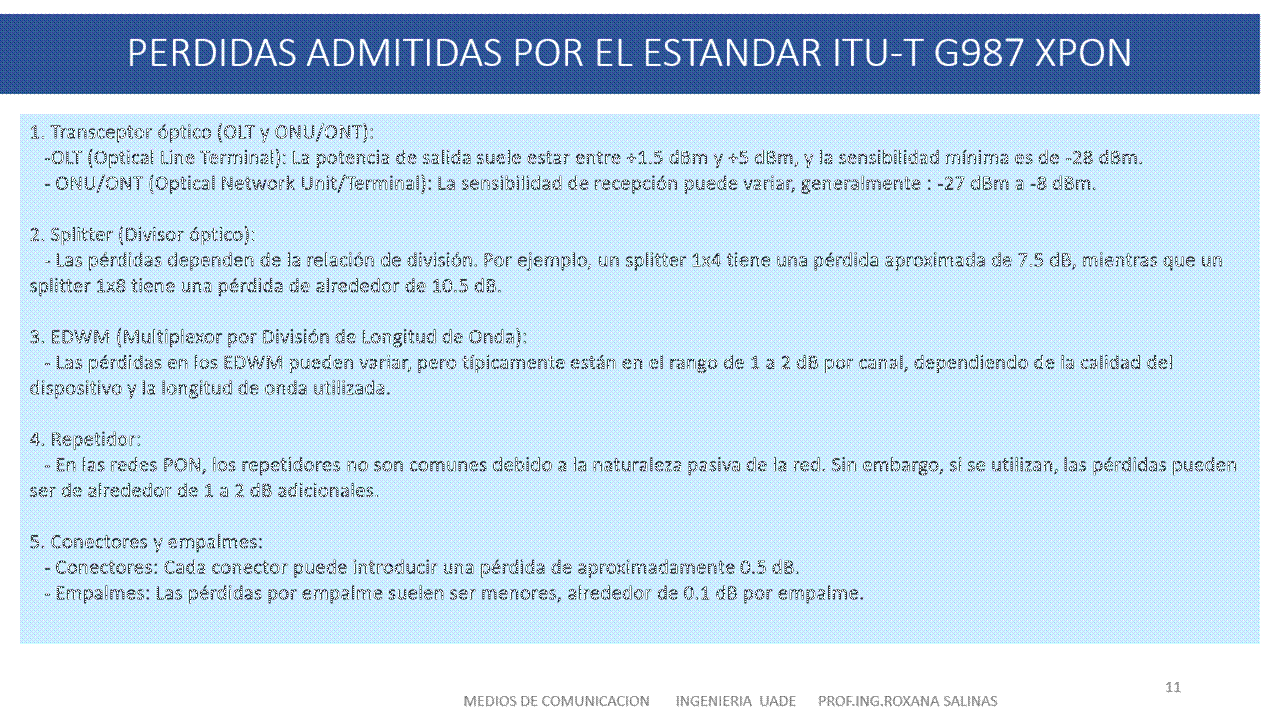 PERDIDAS ADMITIDAS POR EL ESTANDAR ITU-T G987 XPON
1. Transceptor óptico (OLT y ONU/ONT):
-OLT (Optical Line Terminal): La potencia de salida suele estar entre +1.5 dBm y +5 dBm, y la sensibilidad mínima es de -28 dBm.
- ONU/ONT (Optical Network Unit/Terminal): La sensibilidad de recepción puede variar, generalmente : -27 dBm a -8 dBm.
2. Splitter (Divisor óptico):
- Las pérdidas dependen de la relación de división. Por ejemplo, un splitter 1x4 tiene una pérdida aproximada de 7.5 dB, mientras que un
splitter 1x8 tiene una pérdida de alrededor de 10.5 dB.
3. EDWM (Multiplexor por División de Longitud de Onda):
- Las pérdidas en los EDWM pueden variar, pero típicamente están en el rango de 1 a 2 dB por canal, dependiendo de la calidad del
dispositivo y la longitud de onda utilizada.
4. Repetidor:
- En las redes PON, los repetidores no son comunes debido a la naturaleza pasiva de la red. Sin embargo, si se utilizan, las pérdidas pueden
ser de alrededor de 1 a 2 dB adicionales.
5. Conectores y empalmes:
- Conectores: Cada conector puede introducir una pérdida de aproximadamente 0.5 dB.
- Empalmes: Las pérdidas por empalme suelen ser menores, alrededor de 0.1 dB por empalme.
11
MEDIOS DE COMUNICACION INGENIERIA UADE PROF.ING.ROXANA SALINAS